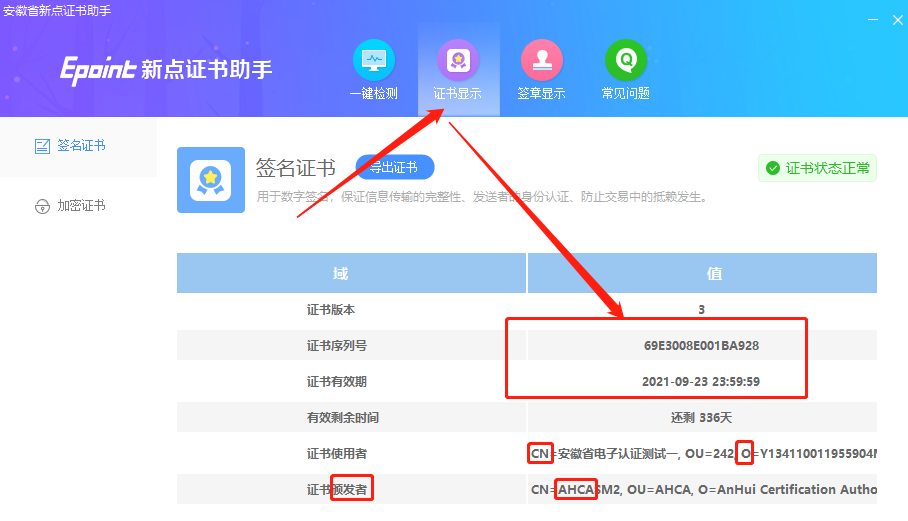 安徽省新点证书助手
Epoint 新点证书助手
一键检测 证书显示 签章显示 常见问题
签名证书
加密证书
签名证书 导出证书
证书状态正常
用于数字签名，保证信息传输的完整性、发送者的身份认证、防止交易中的抵赖发生。
域 值
证书版本 3
证书序列号 69E3008E001BA928
证书有效期 2021-09-23 23:59:59
有效剩余时间 还剩 336天
证书使用者 CN=安徽省电子认证测试一, OU=242, O=Y134110011955904
证书颁发者 CN=AHCASM2, OU=AHCA, O=AnHui Certification Autho